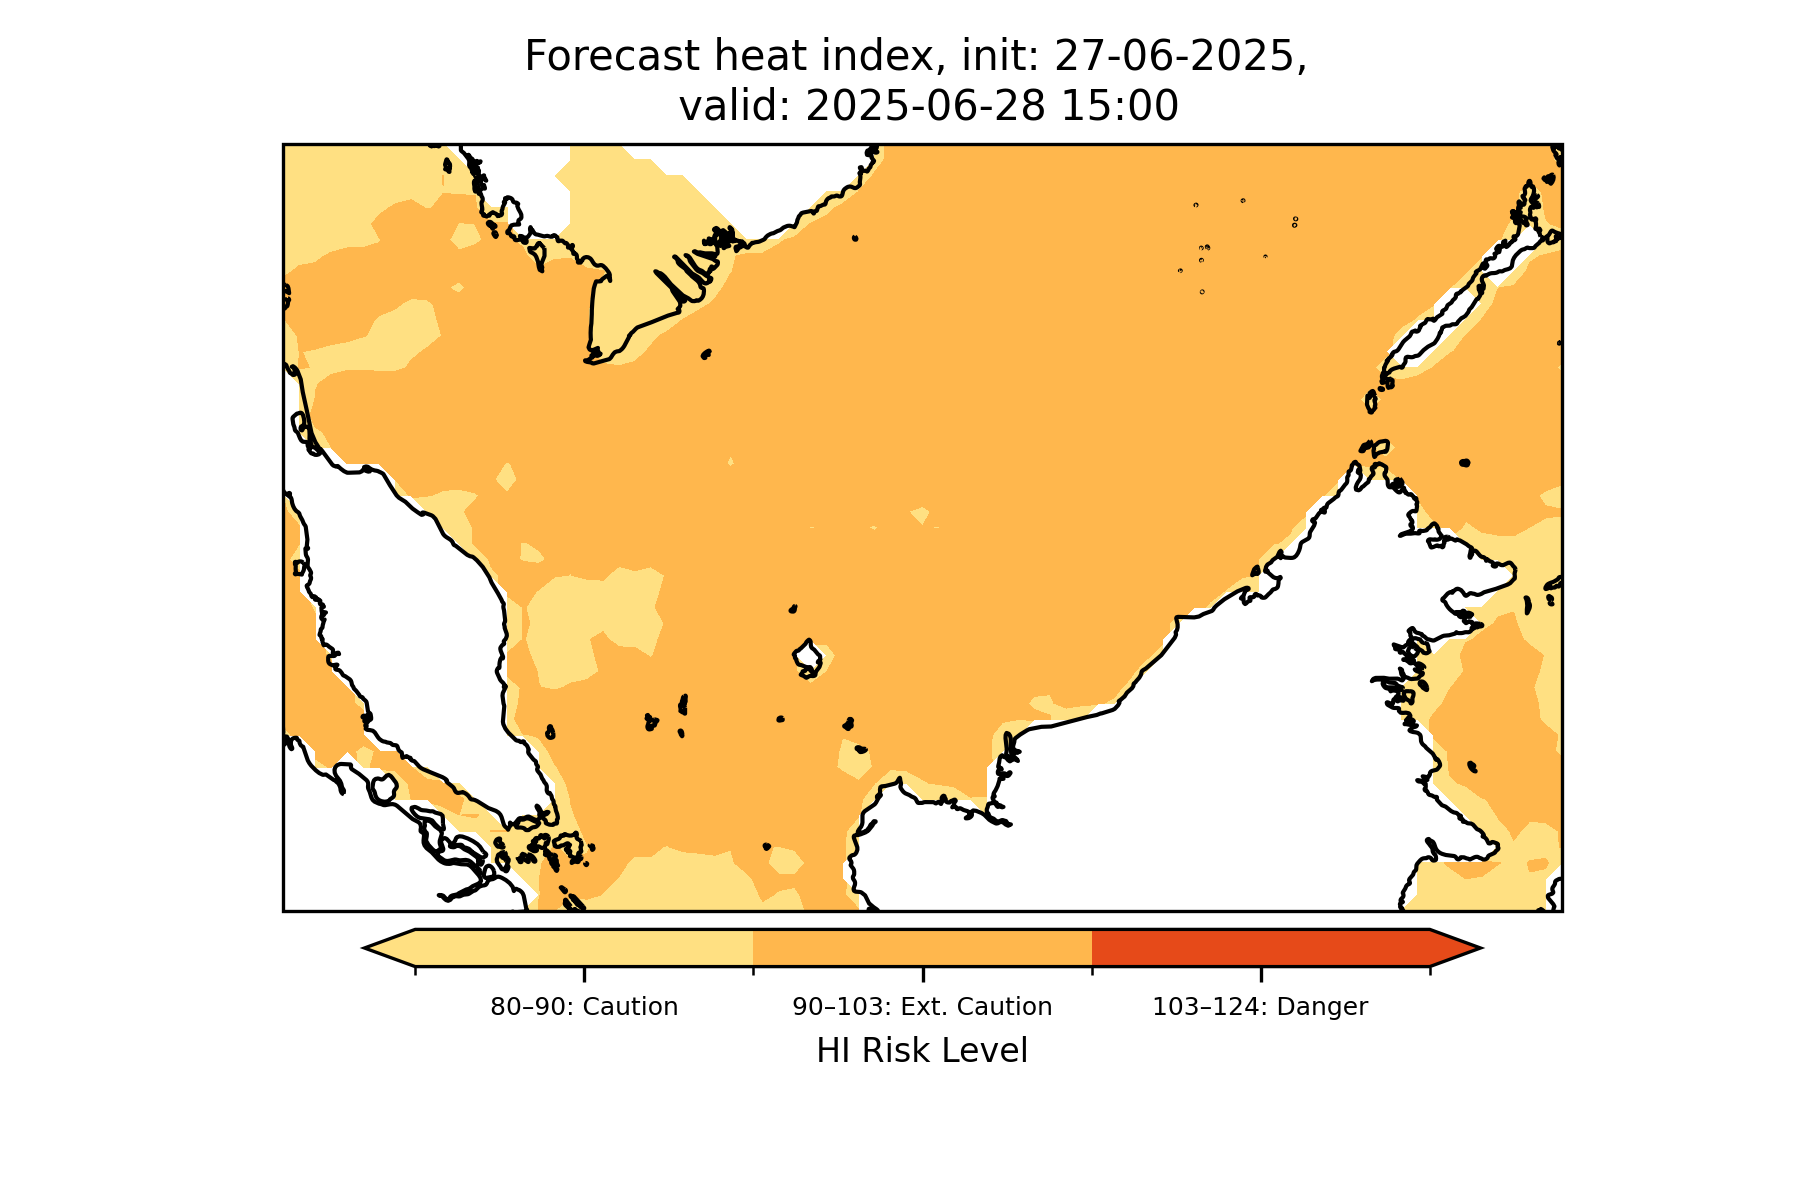 Forecast heat index, init: 27-06-2025,
valid: 2025-06-28 15:00
80–90: Caution
90–103: Ext. Caution
103–124: Danger
HI Risk Level